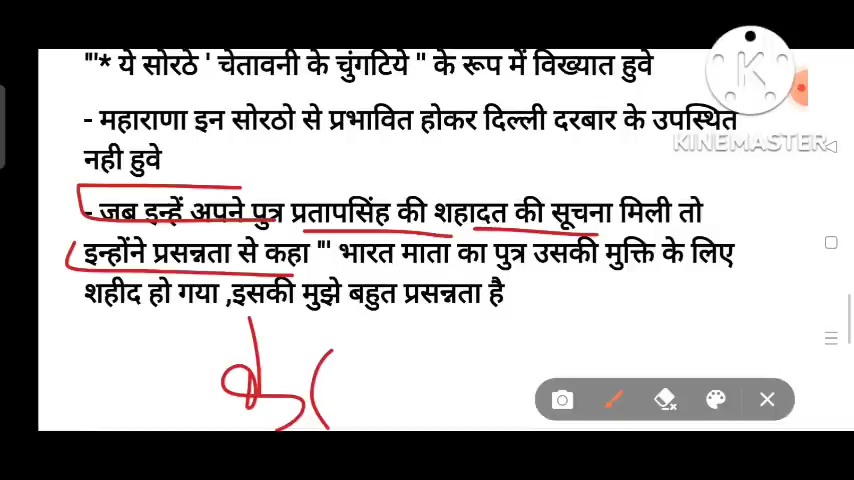 "'* ये सोरठे ' चेतावनी के चुंगटिये " के रूप में विख्यात हुवे
- महाराणा इन सोरठो से प्रभावित होकर दिल्ली दरबार के उपस्थित
नही हुवे
- जब इन्हें अपने पुत्र प्रतापसिंह की शहादत की सूचना मिली तो
इन्होंने प्रसन्नता से कहा "' भारत माता का पुत्र उसकी मुक्ति के लिए
शहीद हो गया ,इसकी मुझे बहुत प्रसन्नता है
K
KINEMASTER